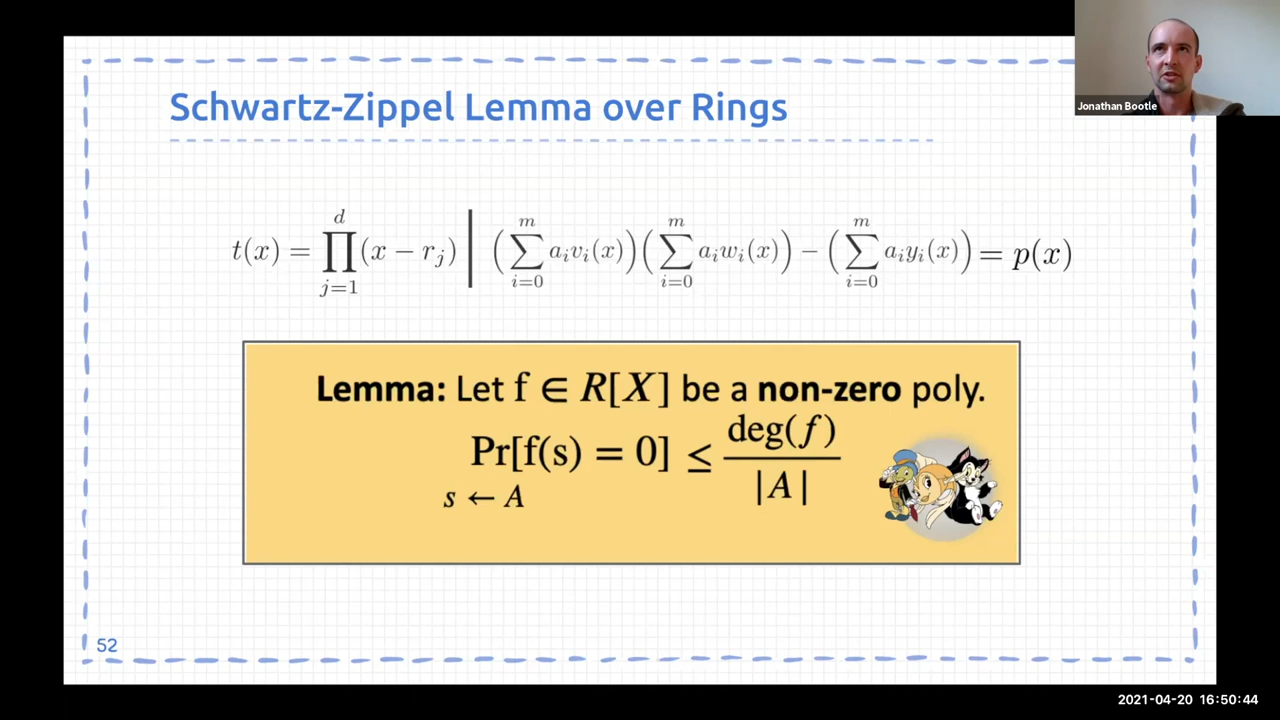 Jonathan Bootle
Schwartz-Zippel Lemma over Rings
t(x) = ∏_{j=1}^{d} (x − r_j) | (∑_{i=0}^{m} a_i v_i(x)) (∑_{i=0}^{m} a_i w_i(x)) − (∑_{i=0}^{m} a_i y_i(x)) = p(x)
Lemma: Let f ∈ R[X] be a non-zero poly.
Pr[f(s) = 0] ≤ deg(f) / |A|
s ← A
52
2021-04-20 16:50:44